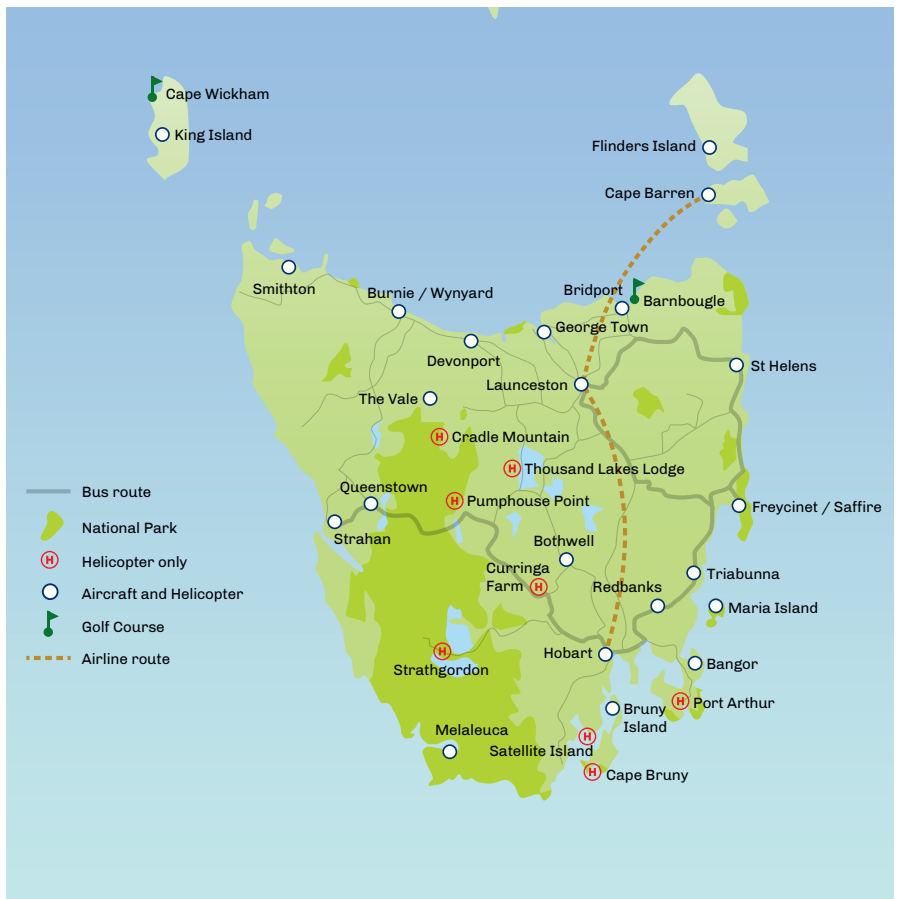 Cape Wickham
King Island
Flinders Island
Cape Barren
Smithton
Burnie / Wynyard
Bridport
Barnbougle
George Town
Devonport
St Helens
Launceston
The Vale
H Cradle Mountain
H Thousand Lakes Lodge
Queenstown
H Pumphouse Point
Freycinet / Saffire
Strahan
Bothwell
Curringa
Farm H
Redbanks
Triabunna
Maria Island
Hobart
H
Strathgordon
Bangor
H Port Arthur
Bruny
Island
Melaleuca
H
Satellite Island
H Cape Bruny
Bus route
National Park
H Helicopter only
Aircraft and Helicopter
Golf Course
Airline route